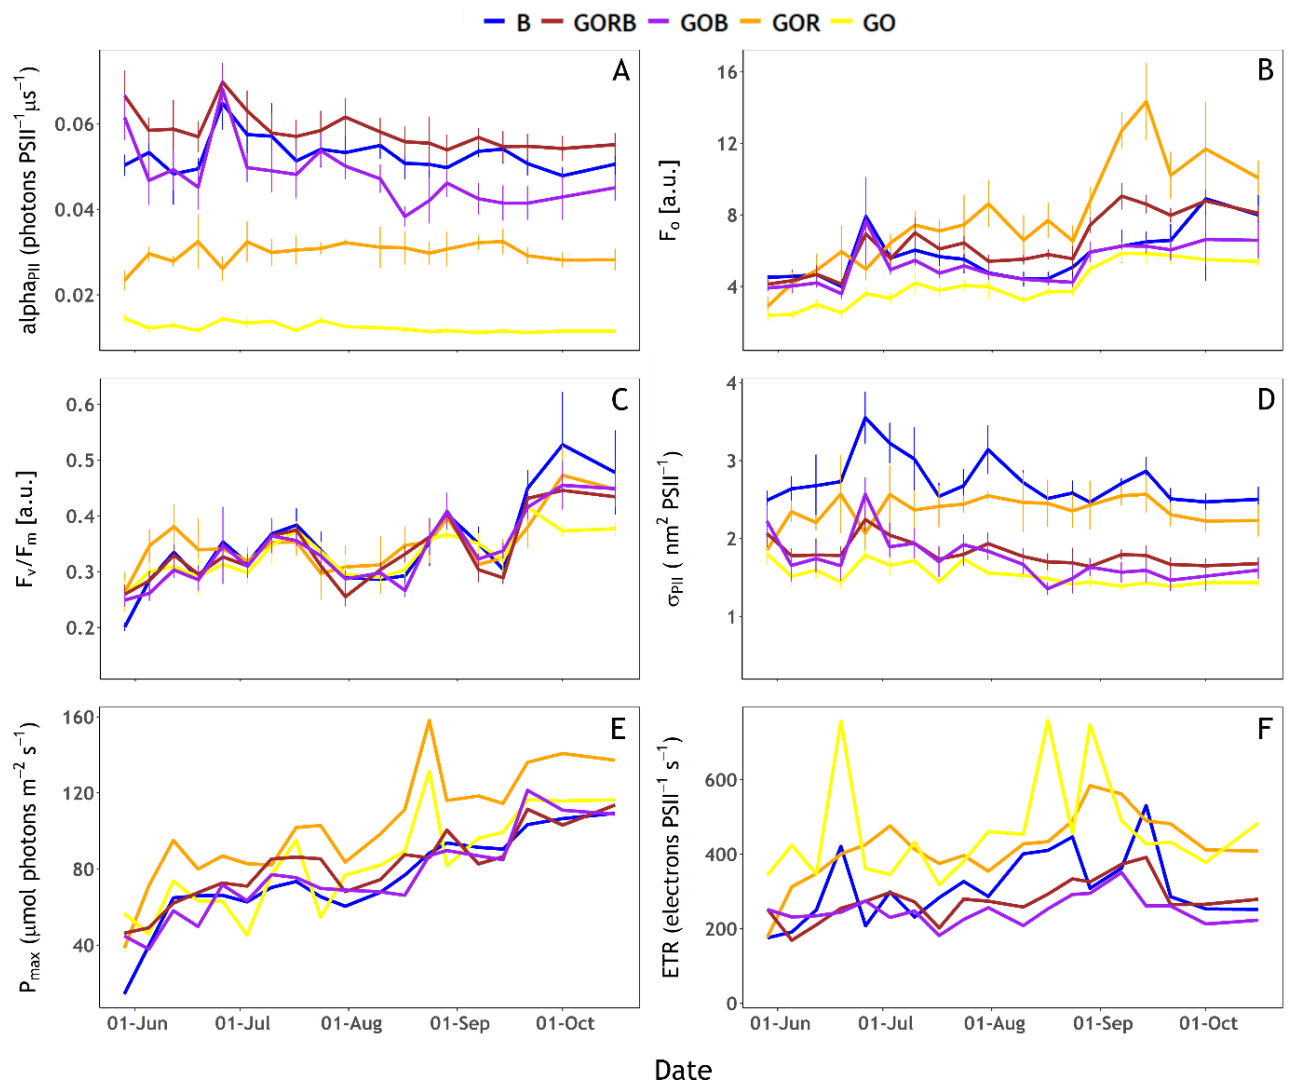 B GORB GOB GOR GO
A
alphaPII (photons PSII⁻¹μs⁻¹)
0.06
0.04
0.02
B
Fo [a.u.]
16
12
8
4
C
Fv/Fm [a.u.]
0.6
0.5
0.4
0.3
0.2
D
σPII ( nm² PSII⁻¹)
4
3
2
1
E
Pmax (μmol photons m⁻² s⁻¹)
160
120
80
40
01-Jun 01-Jul 01-Aug 01-Sep 01-Oct
F
ETR (electrons PSII⁻¹ s⁻¹)
600
400
200
0
01-Jun 01-Jul 01-Aug 01-Sep 01-Oct
Date